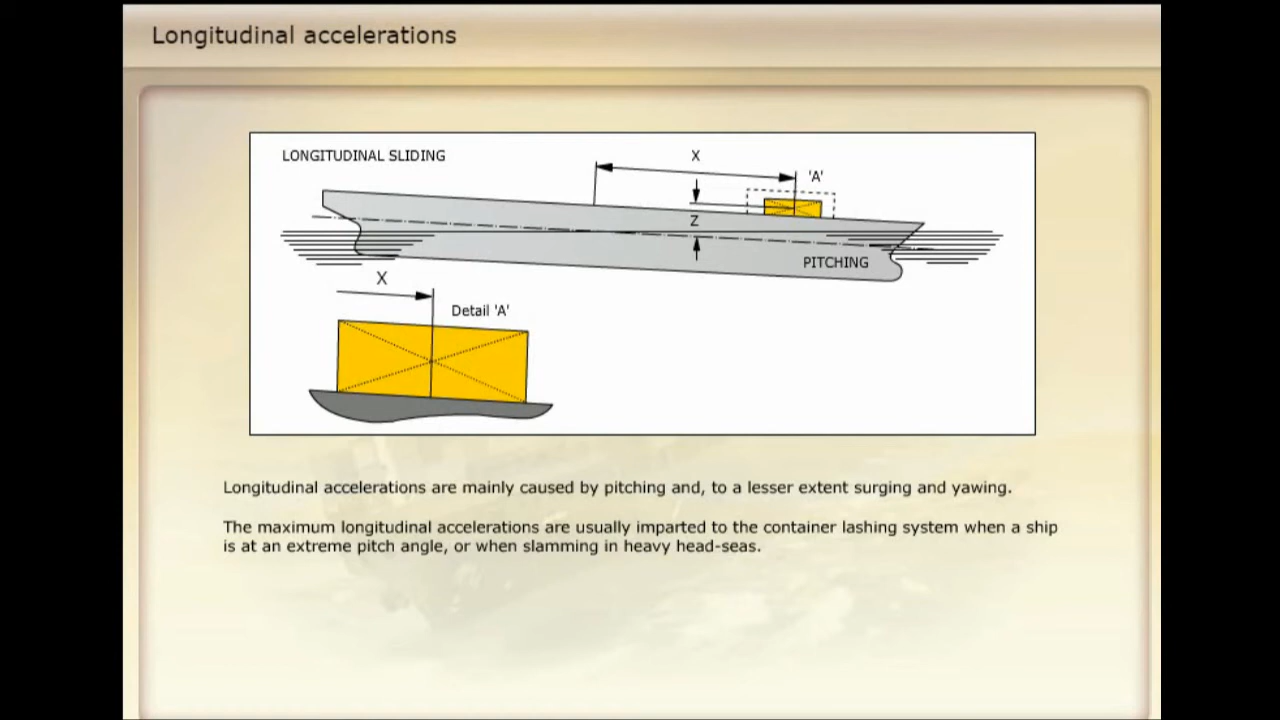 Longitudinal accelerations
LONGITUDINAL SLIDING
X
'A'
Z
PITCHING
X
Detail 'A'
Longitudinal accelerations are mainly caused by pitching and, to a lesser extent surging and yawing.
The maximum longitudinal accelerations are usually imparted to the container lashing system when a ship
is at an extreme pitch angle, or when slamming in heavy head-seas.